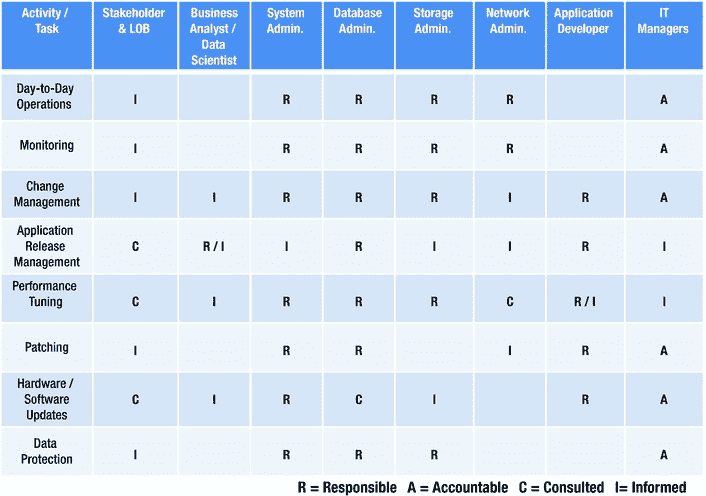 Activity / Task Stakeholder & LOB Business Analyst / Data Scientist System Admin. Database Admin. Storage Admin. Network Admin. Application Developer IT Managers
Day-to-Day Operations I R R R R A
Monitoring I R R R R A
Change Management I I R R R I R A
Application Release Management C R / I I R I I R I
Performance Tuning C I R R R C R / I I
Patching I R R I R A
Hardware / Software Updates C I R C I R A
Data Protection I R R R A
R = Responsible A = Accountable C = Consulted I= Informed